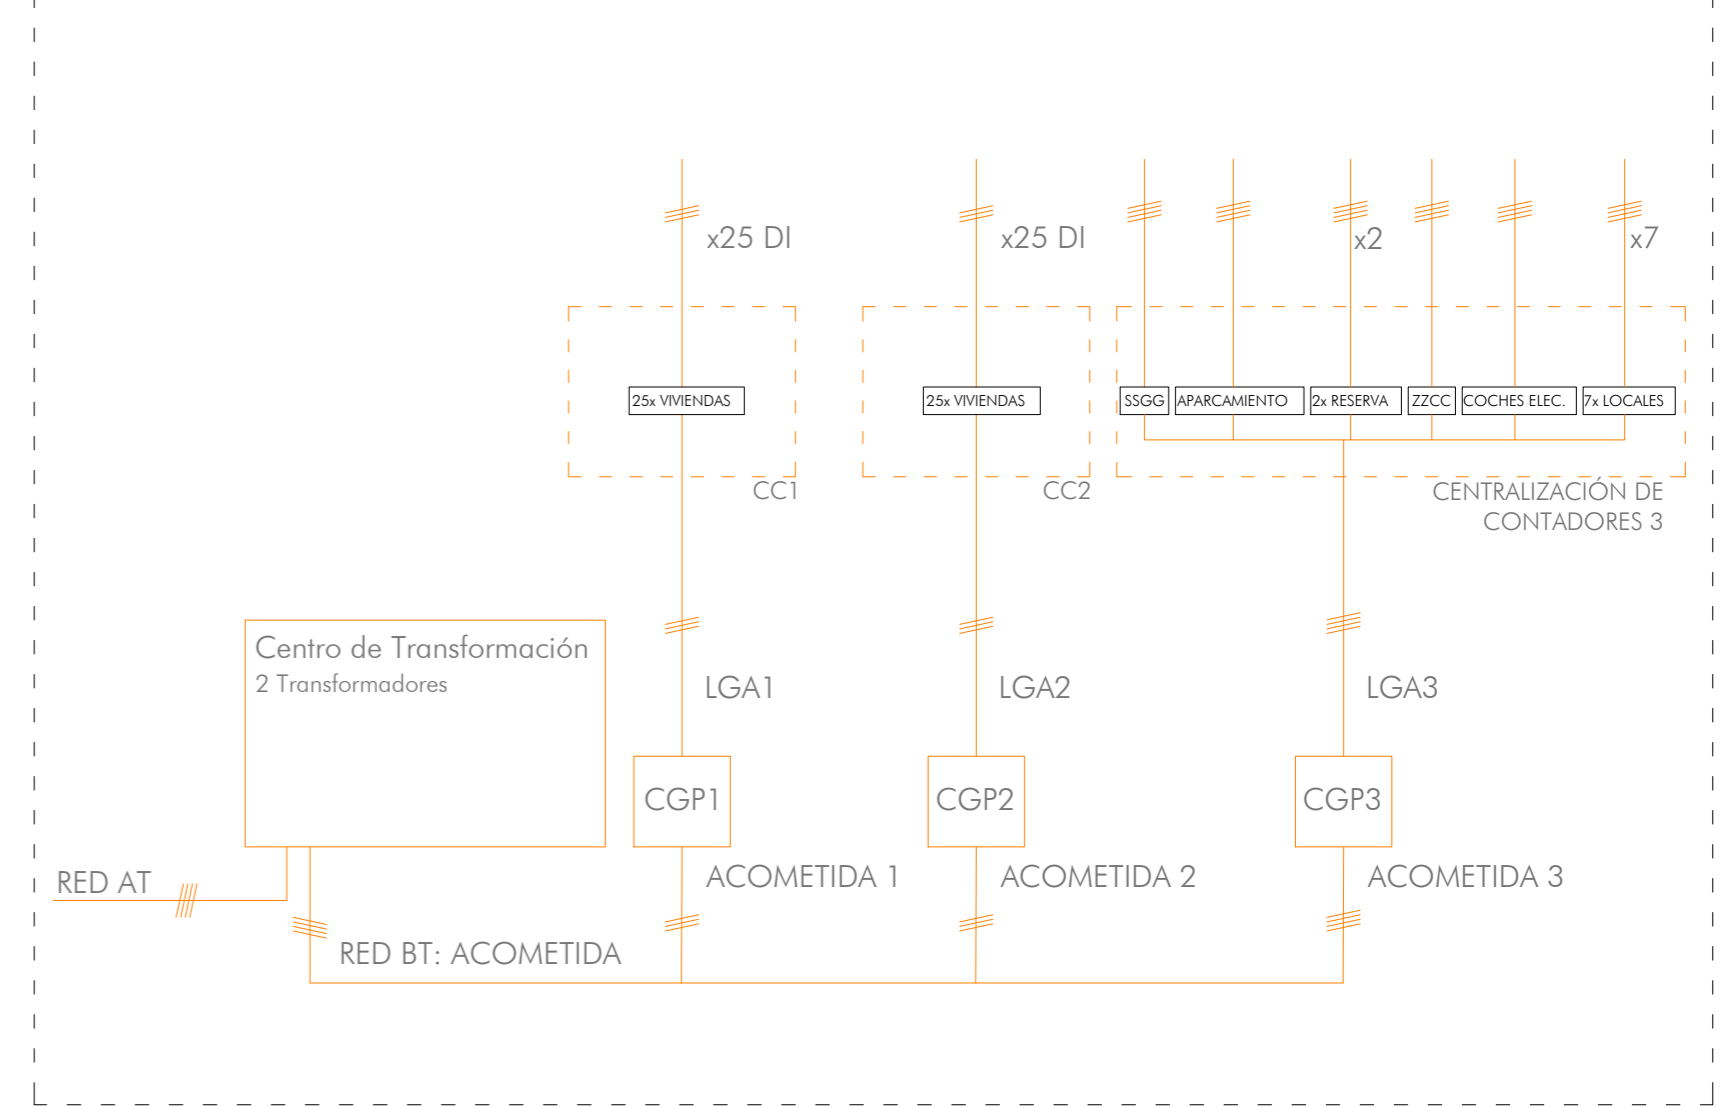 x25 DI
x25 DI
x2
x7
25x VIVIENDAS
25x VIVIENDAS
SSGG
APARCAMIENTO
2x RESERVA
ZZCC
COCHES ELEC.
7x LOCALES
CC1
CC2
CENTRALIZACIÓN DE
CONTADORES 3
Centro de Transformación
2 Transformadores
LGA1
LGA2
LGA3
CGP1
CGP2
CGP3
RED AT
ACOMETIDA 1
ACOMETIDA 2
ACOMETIDA 3
RED BT: ACOMETIDA